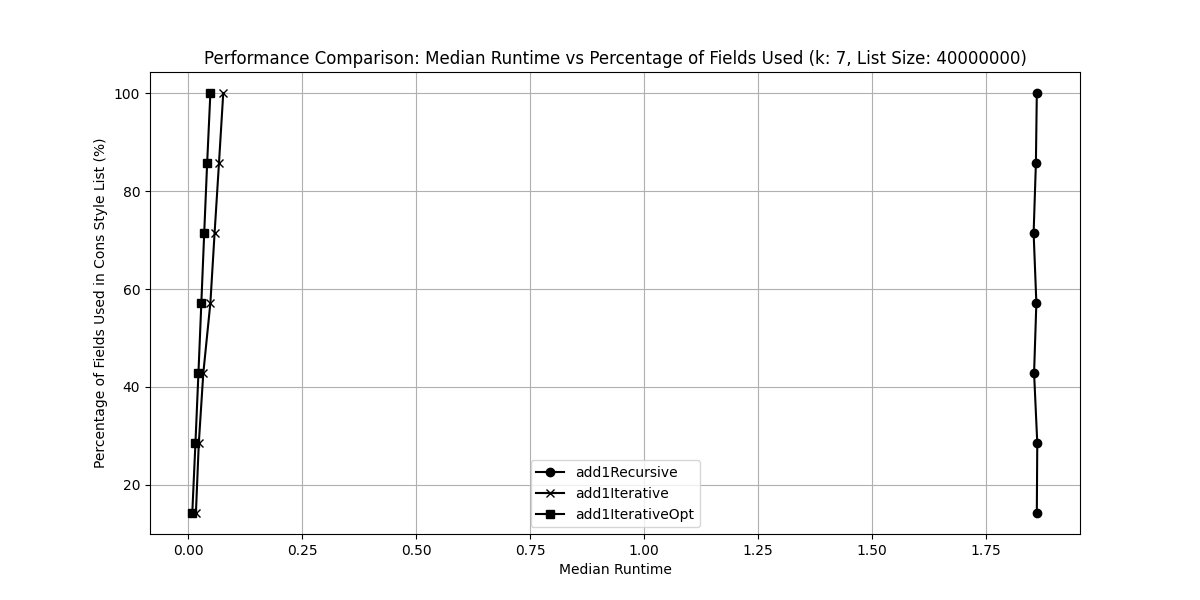 Performance Comparison: Median Runtime vs Percentage of Fields Used (k: 7, List Size: 40000000)
Percentage of Fields Used in Cons Style List (%)
100
80
60
40
20
add1Recursive
add1Iterative
add1IterativeOpt
0.00 0.25 0.50 0.75 1.00 1.25 1.50 1.75
Median Runtime